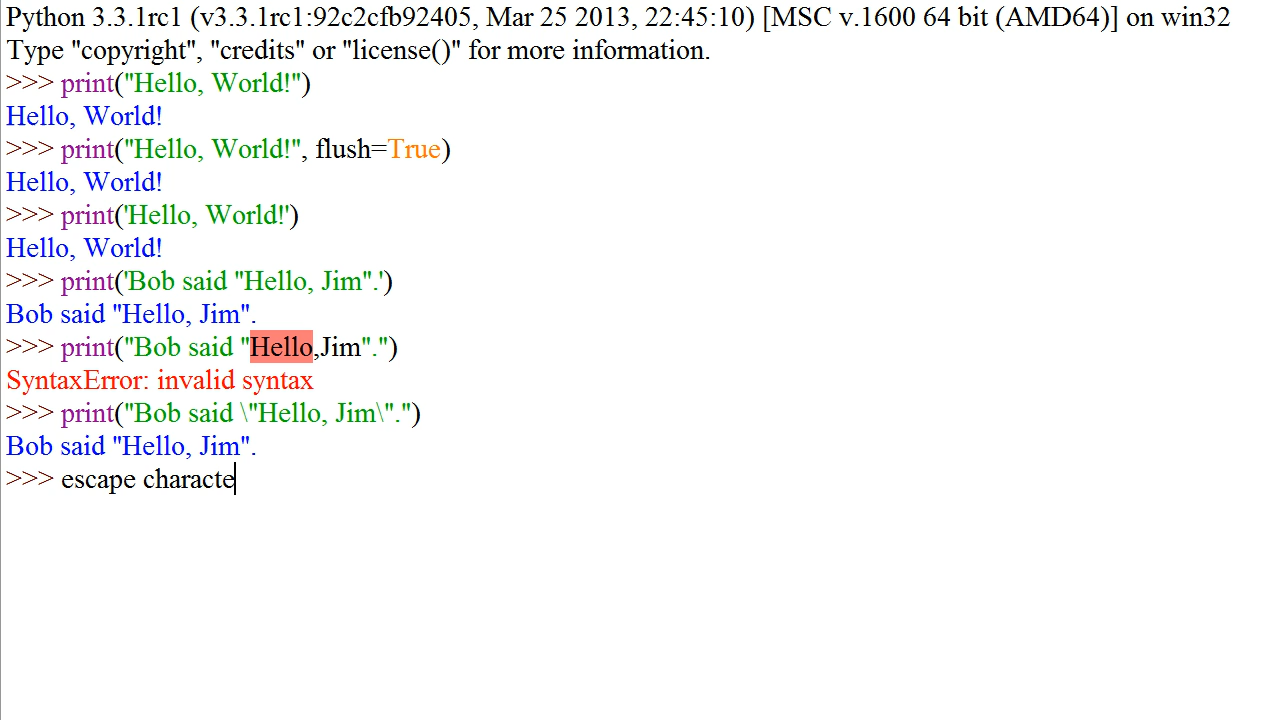 Python 3.3.1rc1 (v3.3.1rc1:92c2cfb92405, Mar 25 2013, 22:45:10) [MSC v.1600 64 bit (AMD64)] on win32
Type "copyright", "credits" or "license()" for more information.
>>> print("Hello, World!")
Hello, World!
>>> print("Hello, World!", flush=True)
Hello, World!
>>> print('Hello, World!')
Hello, World!
>>> print('Bob said "Hello, Jim".')
Bob said "Hello, Jim".
>>> print("Bob said "Hello,Jim".")
SyntaxError: invalid syntax
>>> print("Bob said \"Hello, Jim\".")
Bob said "Hello, Jim".
>>> escape characte